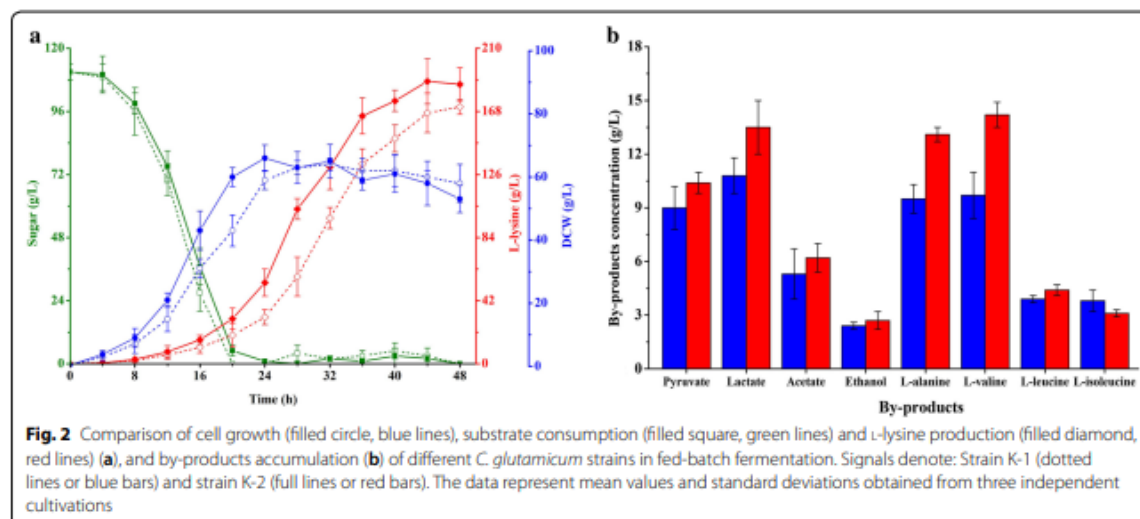 a
120
96
72
48
24
0
Sugar (g/L)
0 8 16 24 32 40 48
Time (h)
210
168
126
84
42
0
L-lysine (g/L)
100
80
60
40
20
0
DCW (g/L)
b
18
15
12
9
6
3
0
By-products concentration (g/L)
Pyruvate Lactate Acetate Ethanol L-alanine L-valine L-leucine L-isoleucine
By-products
Fig. 2 Comparison of cell growth (filled circle, blue lines), substrate consumption (filled square, green lines) and L-lysine production (filled diamond,
red lines) (a), and by-products accumulation (b) of different C. glutamicum strains in fed-batch fermentation. Signals denote: Strain K-1 (dotted
lines or blue bars) and strain K-2 (full lines or red bars). The data represent mean values and standard deviations obtained from three independent
cultivations